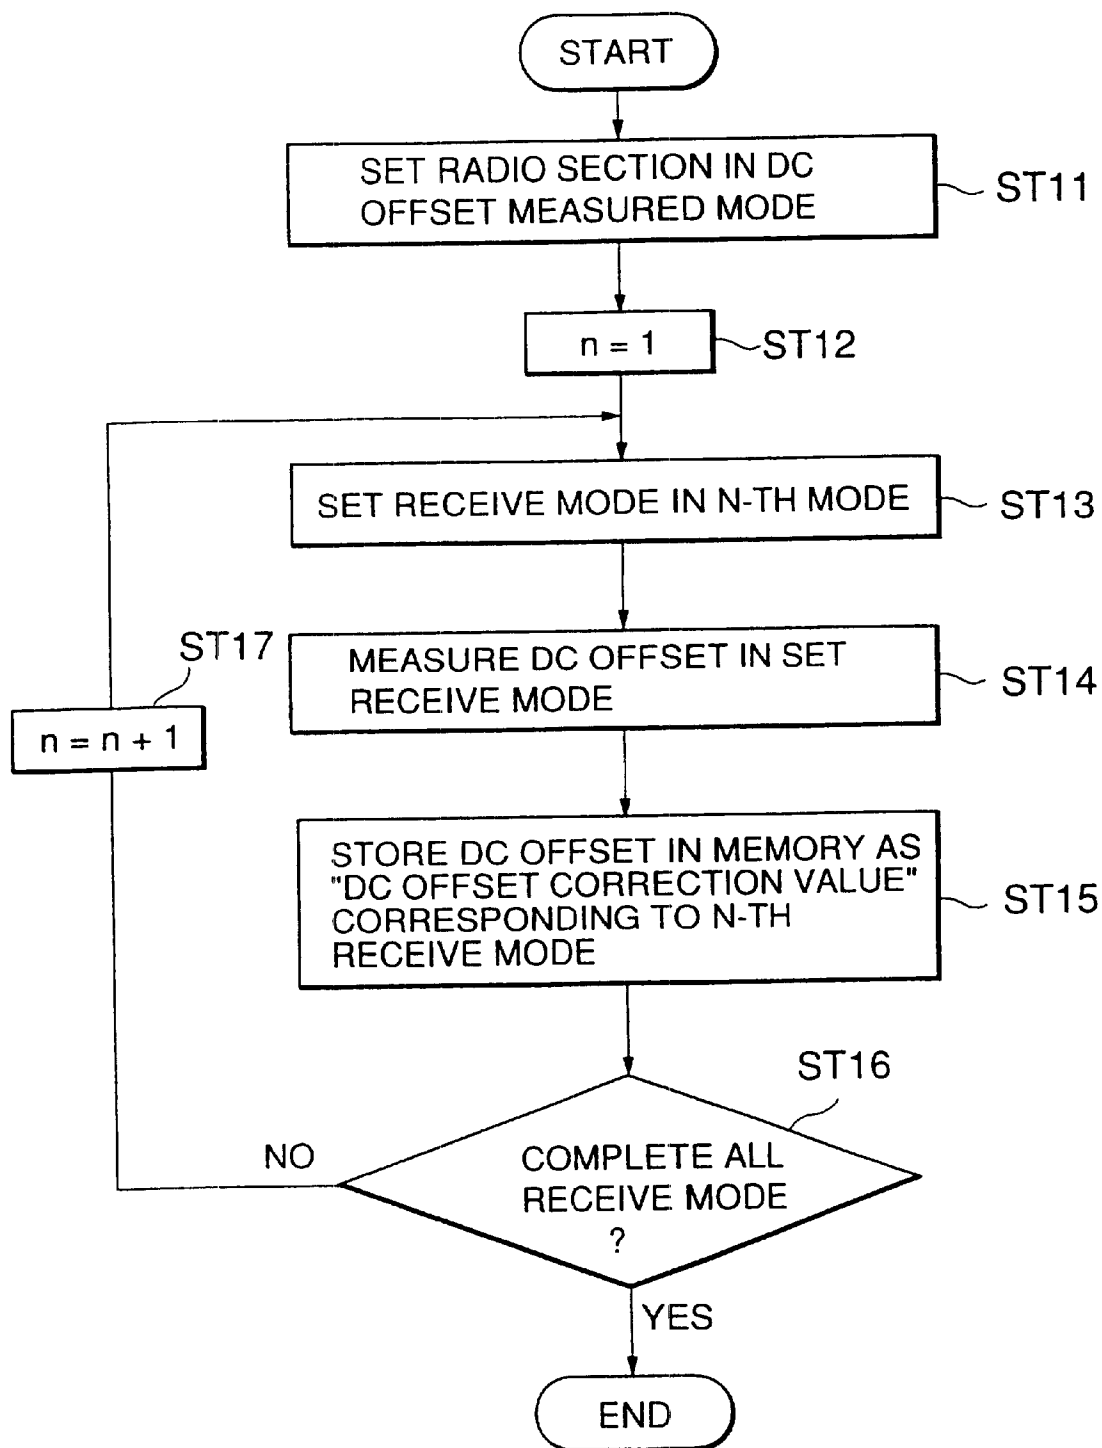 START
SET RADIO SECTION IN DC
OFFSET MEASURED MODE
ST11
n = 1
ST12
SET RECEIVE MODE IN N-TH MODE
ST13
ST17
n = n + 1
MEASURE DC OFFSET IN SET
RECEIVE MODE
ST14
STORE DC OFFSET IN MEMORY AS
"DC OFFSET CORRECTION VALUE"
CORRESPONDING TO N-TH
RECEIVE MODE
ST15
ST16
NO
COMPLETE ALL
RECEIVE MODE
?
YES
END